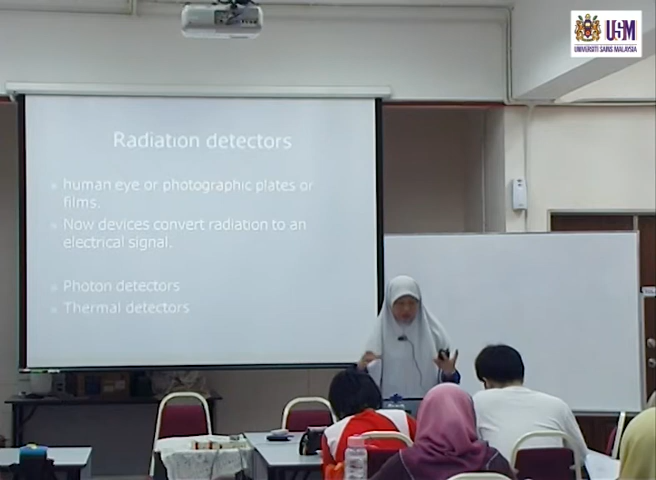 USM
UNIVERSITI SAINS MALAYSIA
Radiation detectors
human eye or photographic plates or
films.
Now devices convert radiation to an
electrical signal.
Photon detectors
Thermal detectors